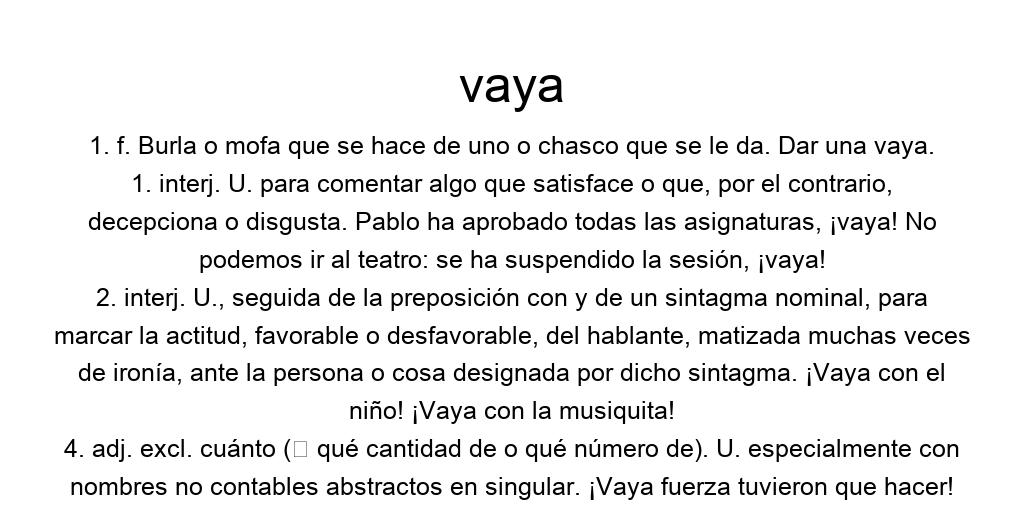 vaya
1. f. Burla o mofa que se hace de uno o chasco que se le da. Dar una vaya.
1. interj. U. para comentar algo que satisface o que, por el contrario,
decepciona o disgusta. Pablo ha aprobado todas las asignaturas, ¡vaya! No
podemos ir al teatro: se ha suspendido la sesión, ¡vaya!
2. interj. U., seguida de la preposición con y de un sintagma nominal, para
marcar la actitud, favorable o desfavorable, del hablante, matizada muchas veces
de ironía, ante la persona o cosa designada por dicho sintagma. ¡Vaya con el
niño! ¡Vaya con la musiquita!
4. adj. excl. cuánto (□ qué cantidad de o qué número de). U. especialmente con
nombres no contables abstractos en singular. ¡Vaya fuerza tuvieron que hacer!